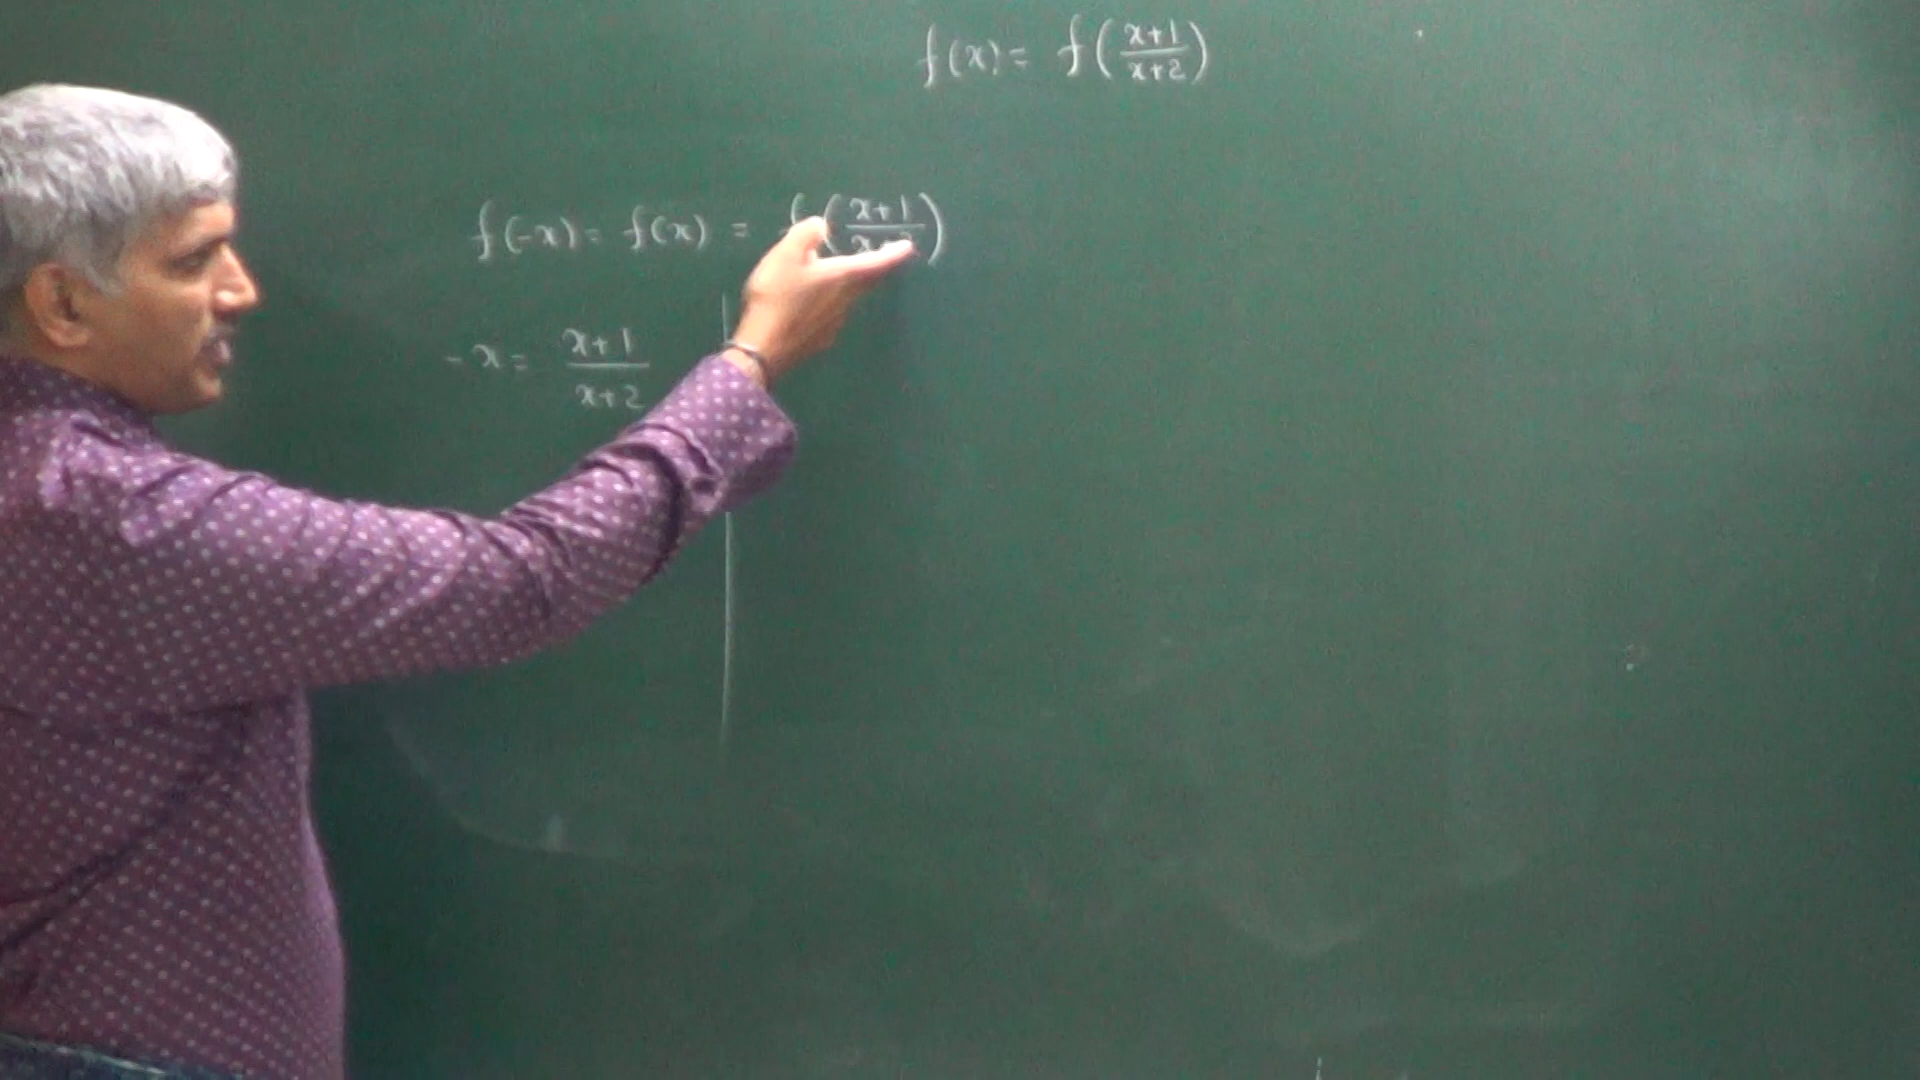 f(x) = f((x+1)/(x+2))
f(-x) = f(x) = f((x+1)/(x+2))
-x = (x+1)/(x+2)